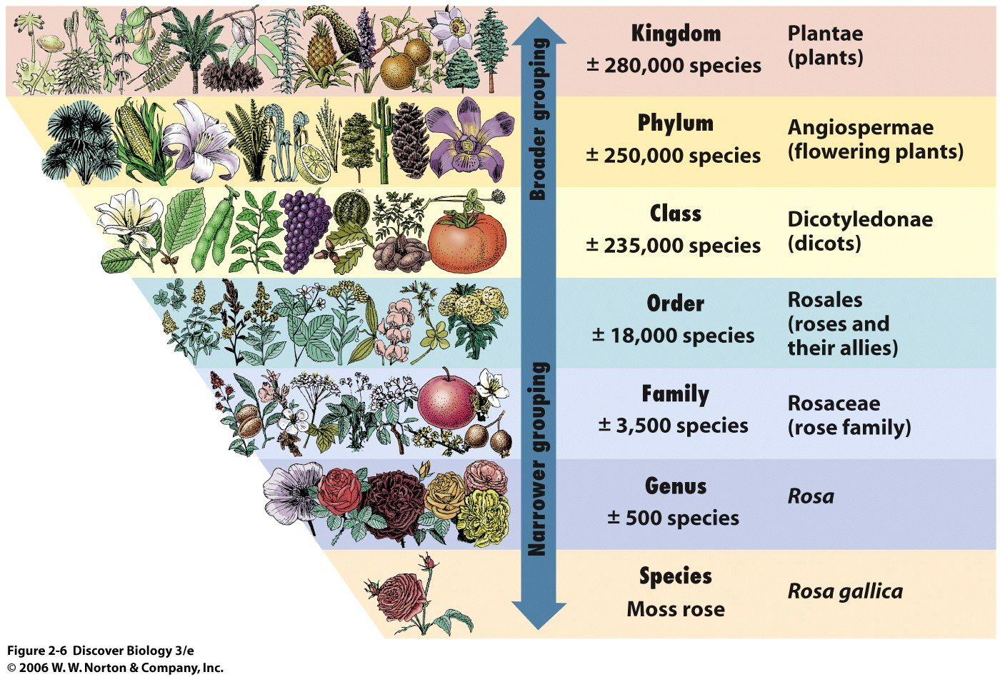 Kingdom
± 280,000 species
Plantae
(plants)
Broader grouping
Phylum
± 250,000 species
Angiospermae
(flowering plants)
Class
± 235,000 species
Dicotyledonae
(dicots)
Order
± 18,000 species
Rosales
(roses and
their allies)
Narrower grouping
Family
± 3,500 species
Rosaceae
(rose family)
Genus
± 500 species
Rosa
Species
Moss rose
Rosa gallica
Figure 2-6 Discover Biology 3/e
© 2006 W. W. Norton & Company, Inc.